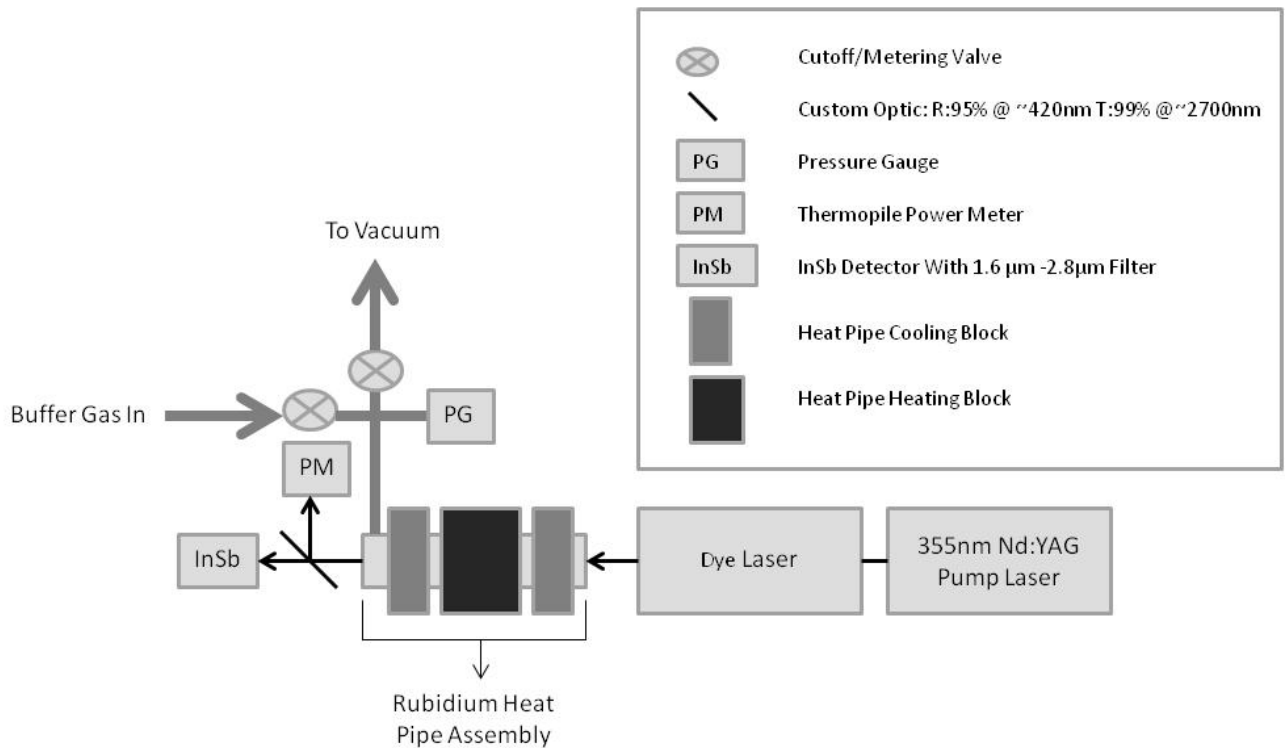 Cutoff/Metering Valve
Custom Optic: R:95% @ ~420nm T:99% @~2700nm
PG
Pressure Gauge
PM
Thermopile Power Meter
InSb
InSb Detector With 1.6 µm -2.8µm Filter
Heat Pipe Cooling Block
Heat Pipe Heating Block
To Vacuum
Buffer Gas In
PG
PM
InSb
Dye Laser
355nm Nd:YAG
Pump Laser
Rubidium Heat
Pipe Assembly